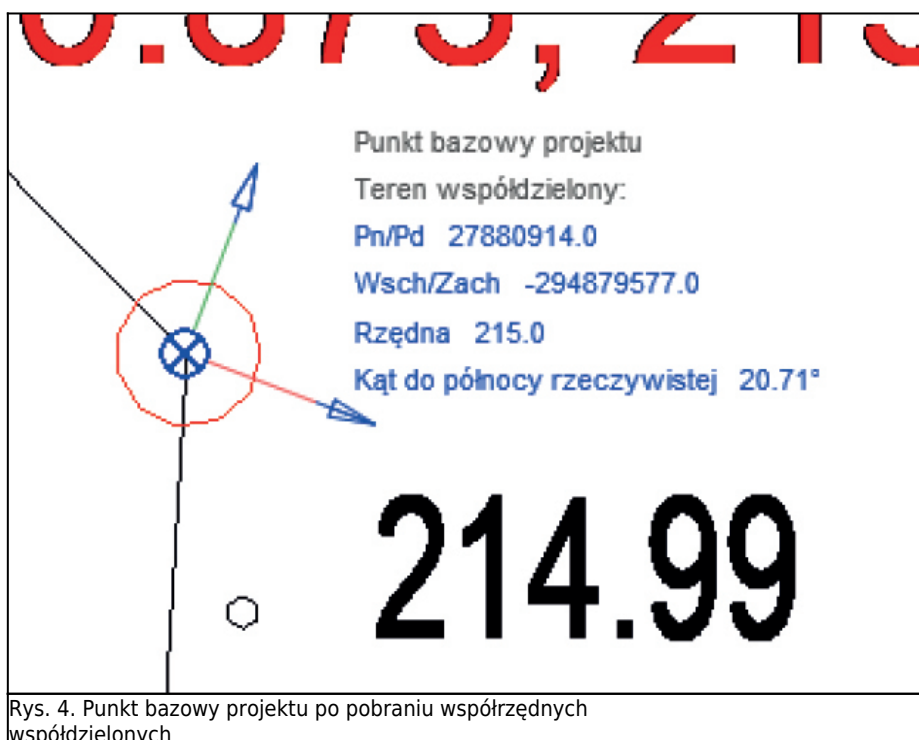 Punkt bazowy projektu
Teren współdzielony:
Pn/Pd 27880914.0
Wsch/Zach -294879577.0
Rzędna 215.0
Kąt do północy rzeczywistej 20.71°
214.99
Rys. 4. Punkt bazowy projektu po pobraniu współrzędnych
współdzielonych